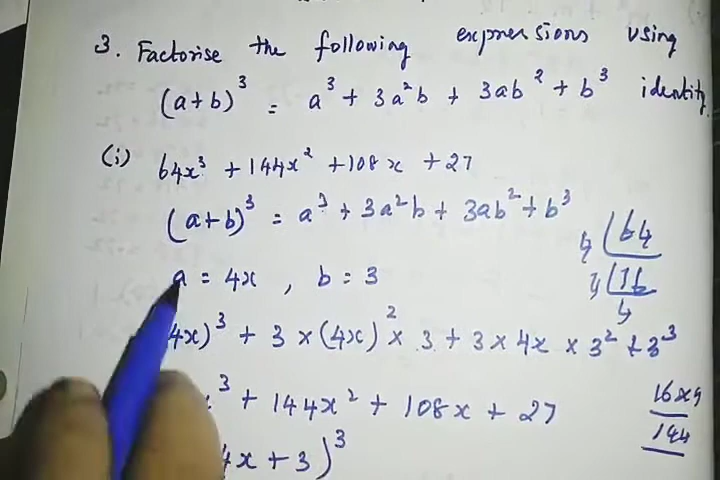 3. Factorise the following expressions using
(a+b)³ = a³ + 3a²b + 3ab² + b³ identity
(i) 64x³ + 144x² + 108x + 27
(a+b)³ = a³ + 3a²b + 3ab² + b³
4 64
a = 4x , b = 3
4 16
4
4x)³ + 3 × (4x)² × 3 + 3 × 4x × 3² + 3³
³ + 144x² + 108x + 27
16×9
144
4x + 3)³